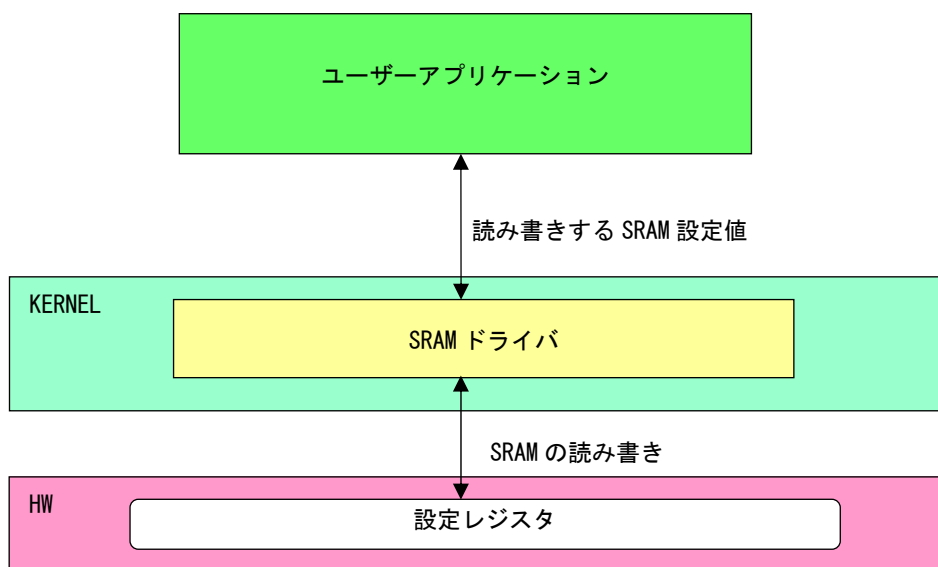 ユーザーアプリケーション
読み書きする SRAM 設定値
KERNEL
SRAM ドライバ
SRAM の読み書き
HW
設定レジスタ